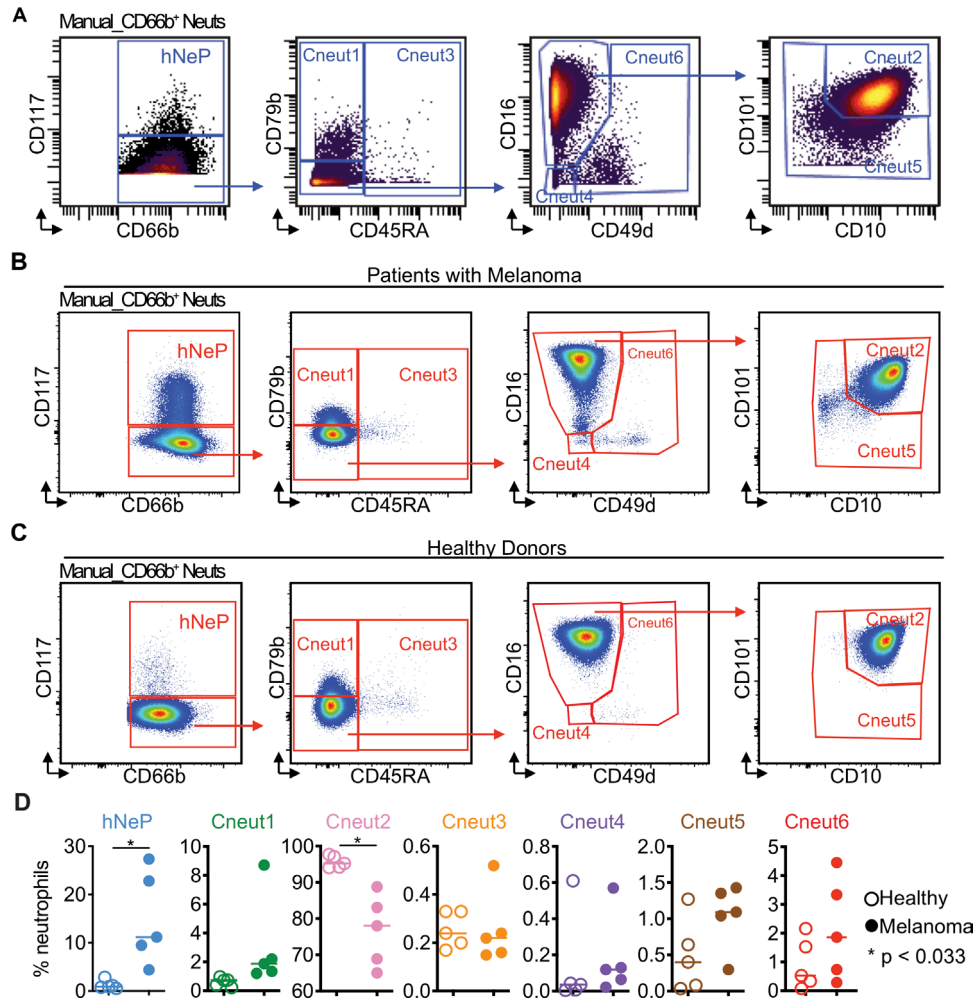 A
Manual_CD66b⁺ Neuts
hNeP
CD117
CD66b
Cneut1
Cneut3
CD79b
CD45RA
Cneut6
Cneut4
CD16
CD49d
Cneut2
Cneut5
CD101
CD10
B
Patients with Melanoma
Manual_CD66b⁺ Neuts
hNeP
CD117
CD66b
Cneut1
Cneut3
CD79b
CD45RA
Cneut6
Cneut4
CD16
CD49d
Cneut2
Cneut5
CD101
CD10
C
Healthy Donors
Manual_CD66b⁺ Neuts
hNeP
CD117
CD66b
Cneut1
Cneut3
CD79b
CD45RA
Cneut6
Cneut4
CD16
CD49d
Cneut2
Cneut5
CD101
CD10
D
% neutrophils
hNeP
30
20
10
0
*
Cneut1
10
8
6
4
2
0
Cneut2
100
90
80
70
60
*
Cneut3
0.6
0.4
0.2
0.0
Cneut4
0.8
0.6
0.4
0.2
0.0
Cneut5
2.0
1.5
1.0
0.5
0.0
Cneut6
5
4
3
2
1
0
Healthy
Melanoma
* p < 0.033